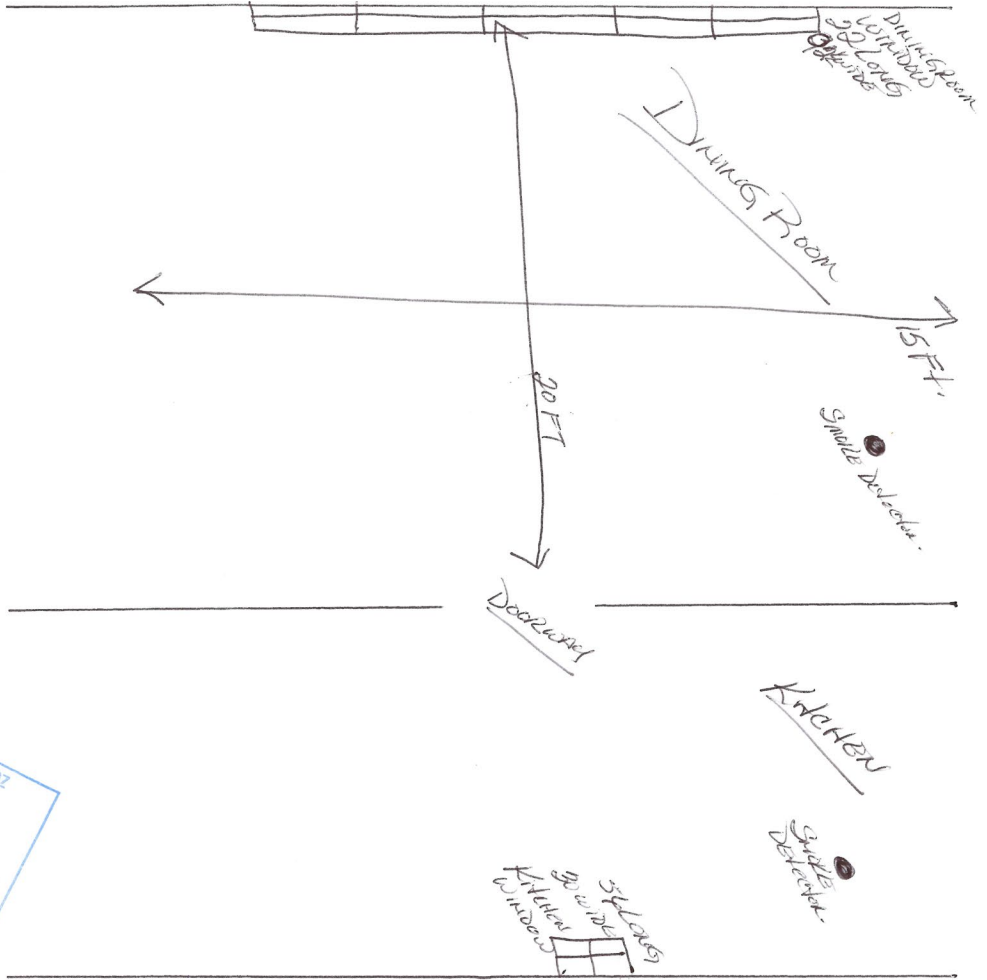 DINING ROOM
WINDOW
22 LONG
WIDE
DINING ROOM
15 Ft.
20 FT
SMOKE DETECTOR.
DOORWAY
KITCHEN
SMOKE
DETECTOR.
54 LONG
30 WIDE
KITCHEN
WINDOW